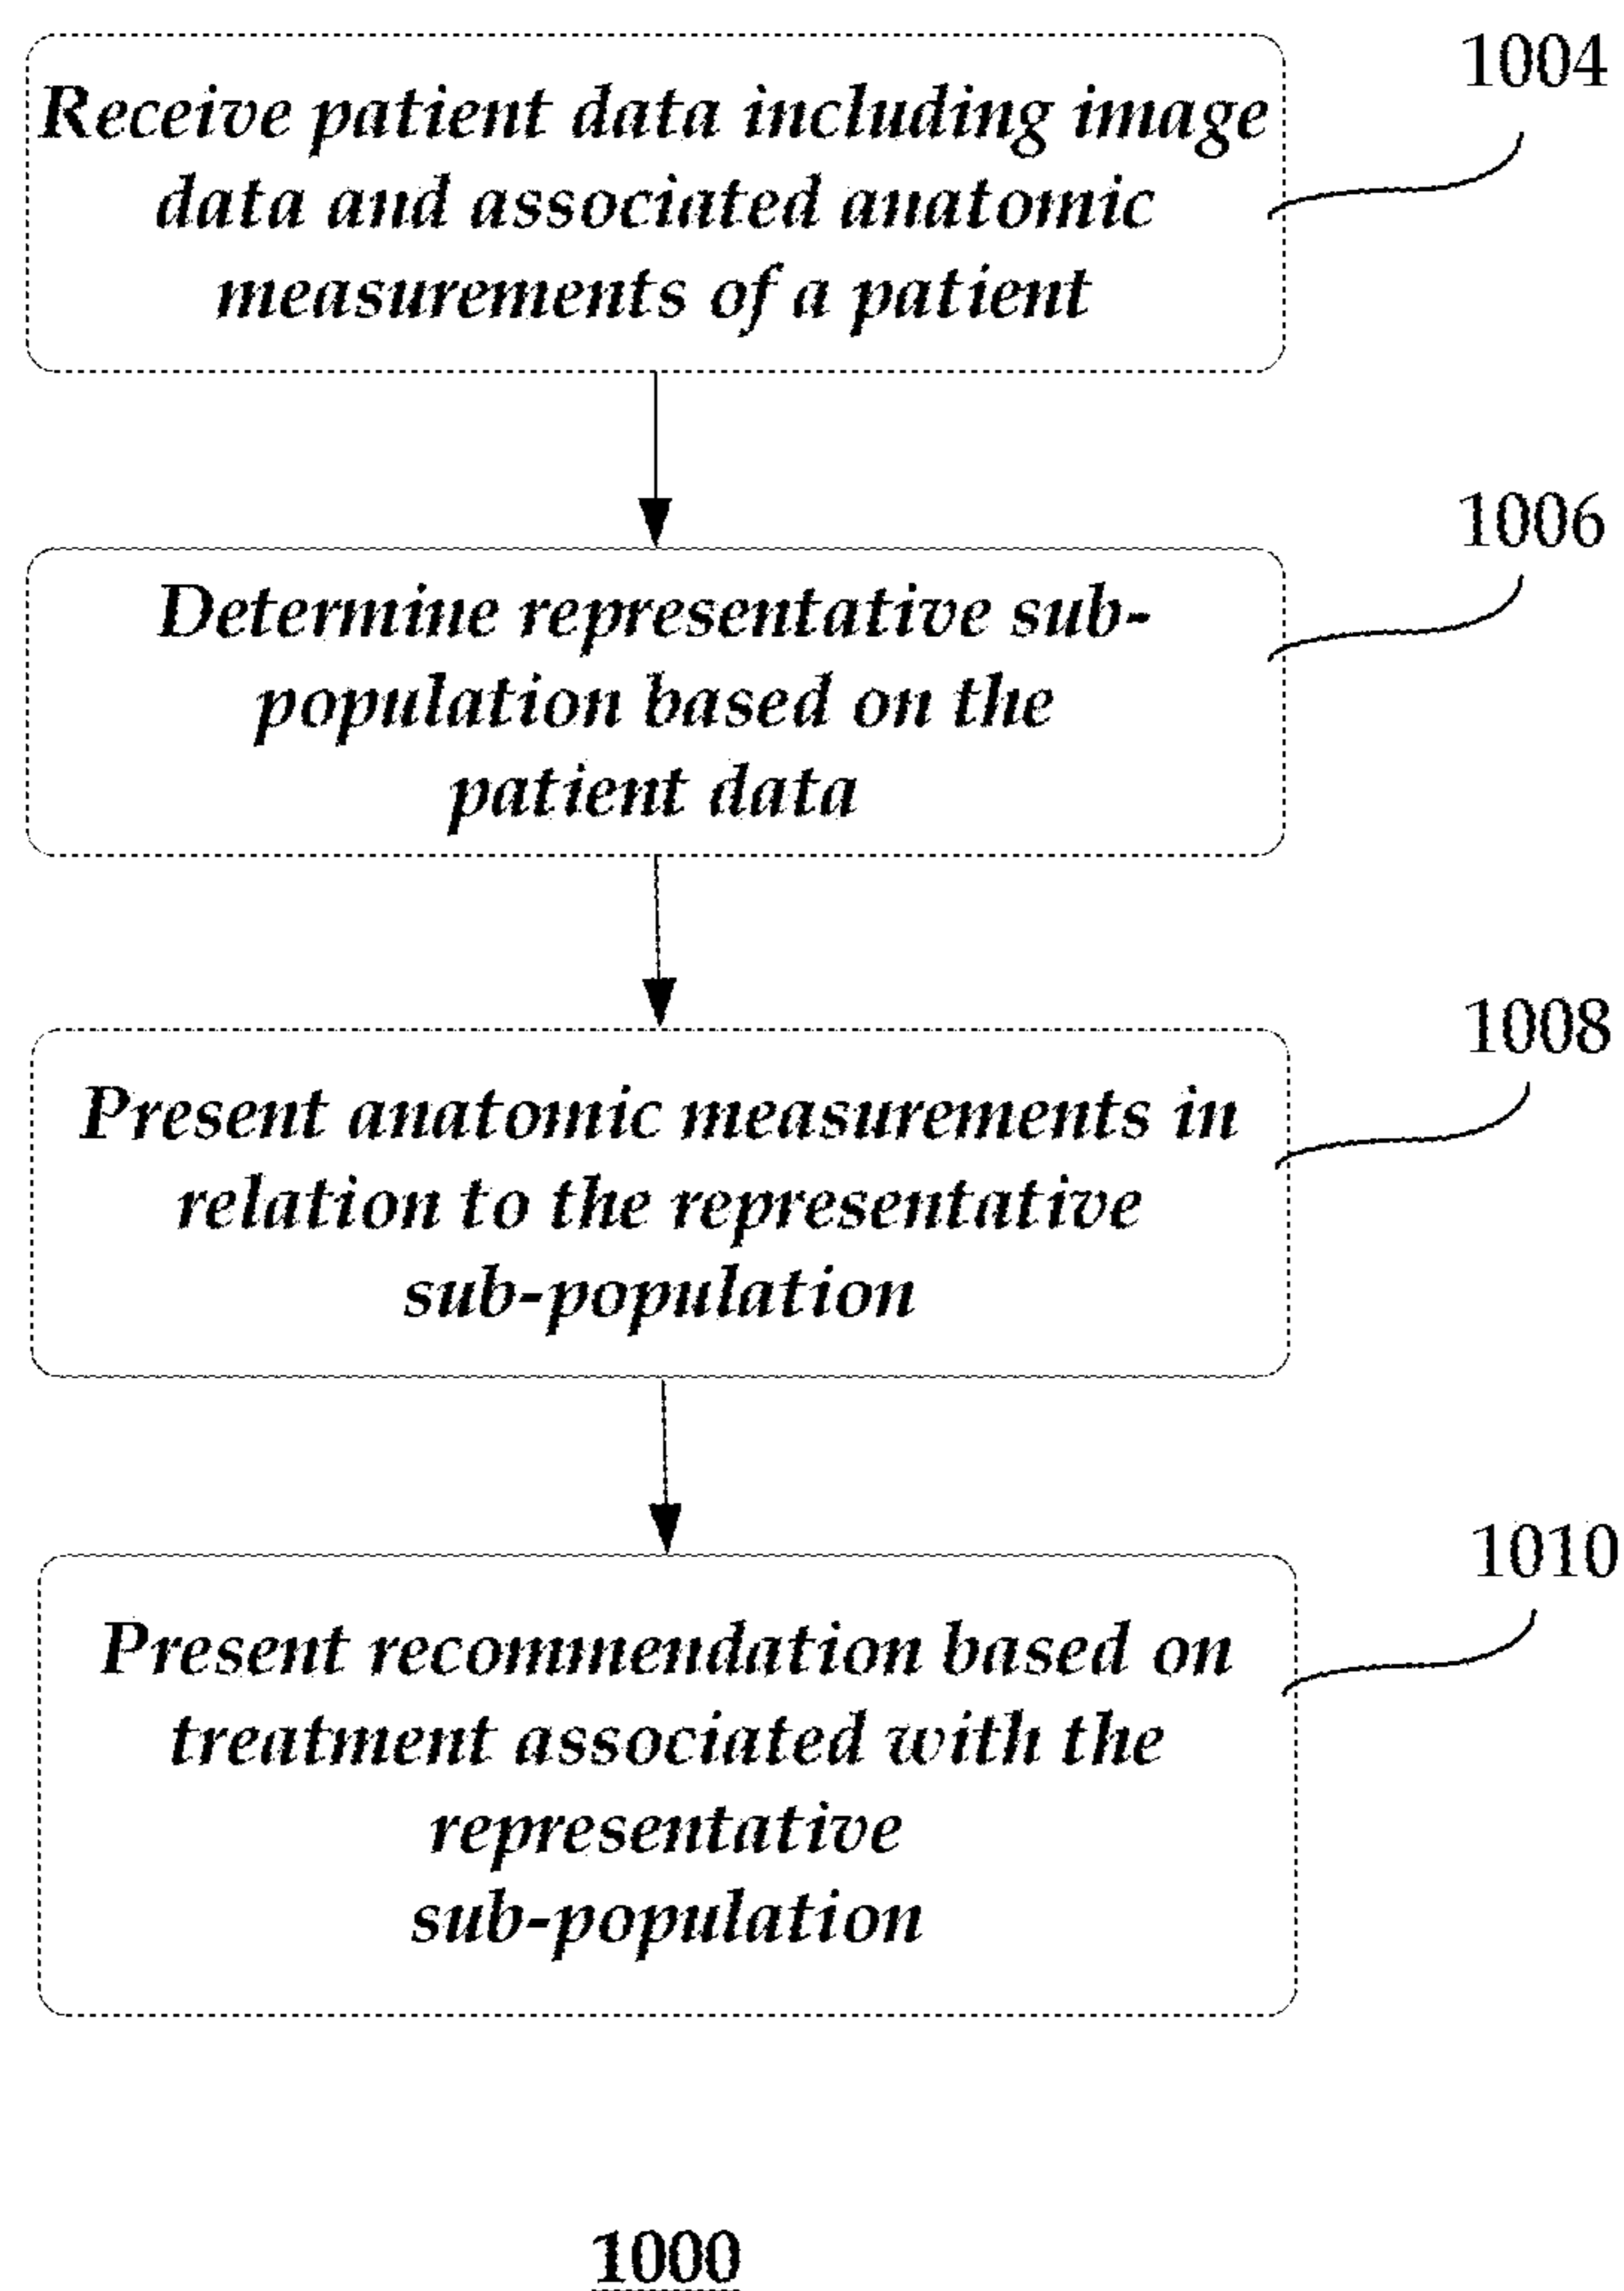 1004
Receive patient data including image
data and associated anatomic
measurements of a patient
1006
Determine representative sub-
population based on the
patient data
1008
Present anatomic measurements in
relation to the representative
sub-population
1010
Present recommendation based on
treatment associated with the
representative
sub-population
1000